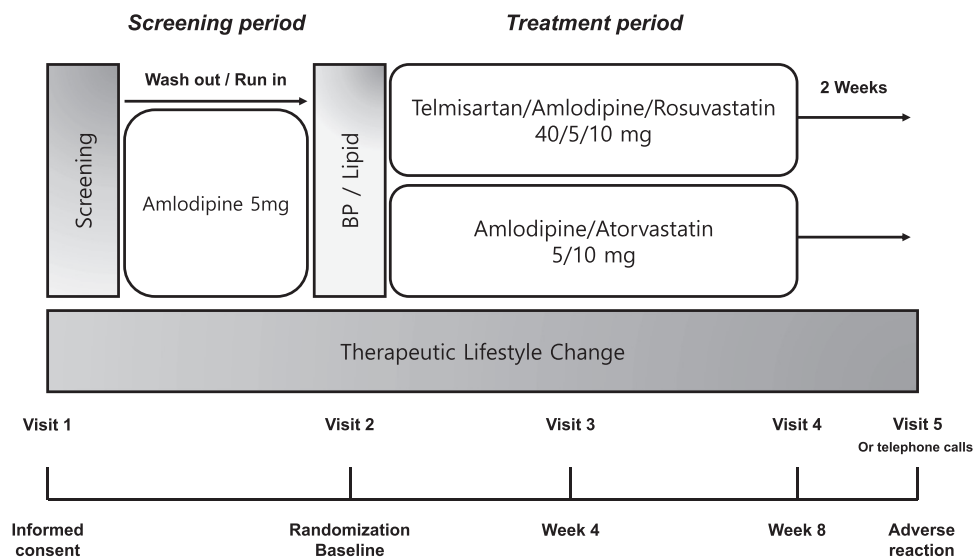 Screening period
Treatment period
Wash out / Run in
2 Weeks
Screening
Amlodipine 5mg
BP / Lipid
Telmisartan/Amlodipine/Rosuvastatin
40/5/10 mg
Amlodipine/Atorvastatin
5/10 mg
Therapeutic Lifestyle Change
Visit 1
Visit 2
Visit 3
Visit 4
Visit 5
Or telephone calls
Informed
consent
Randomization
Baseline
Week 4
Week 8
Adverse
reaction